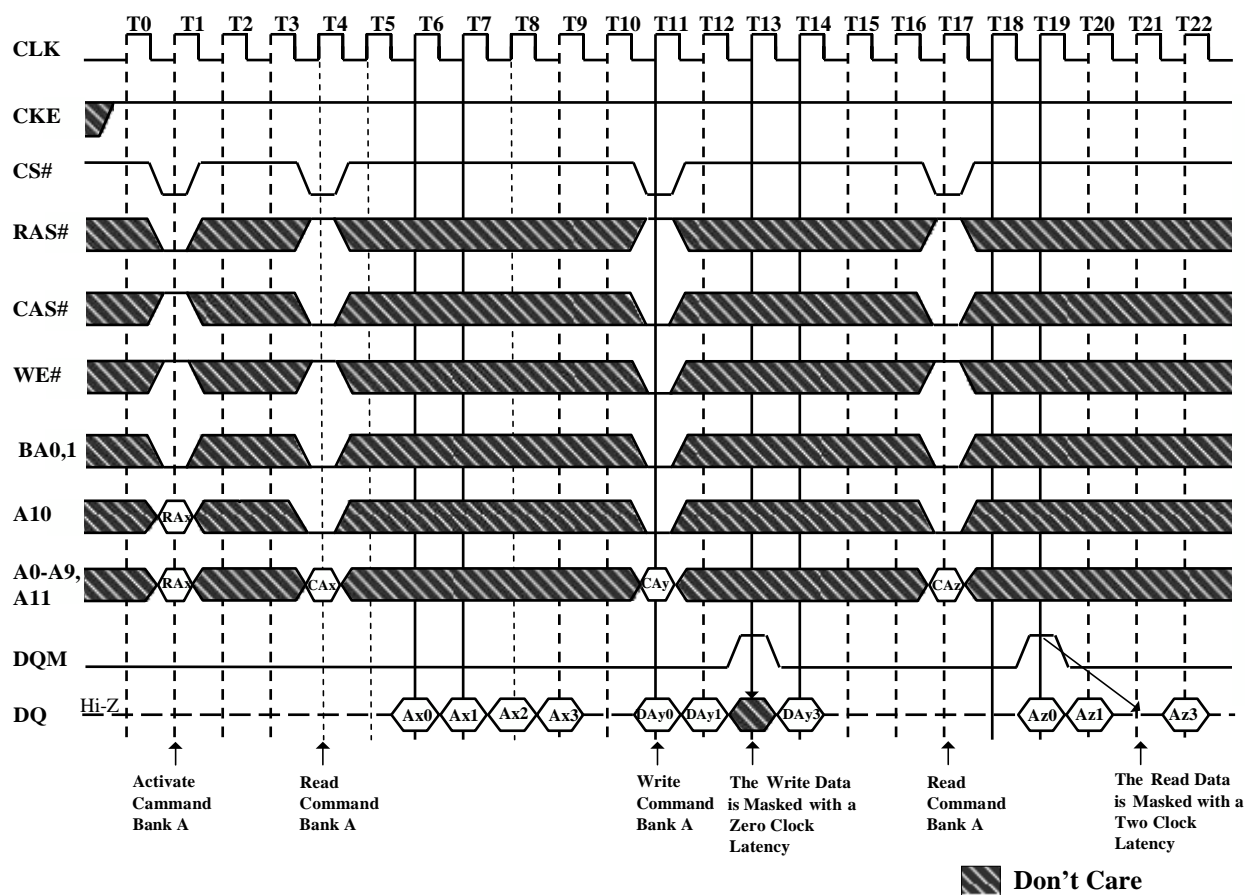 T0 T1 T2 T3 T4 T5 T6 T7 T8 T9 T10 T11 T12 T13 T14 T15 T16 T17 T18 T19 T20 T21 T22
CLK
CKE
CS#
RAS#
CAS#
WE#
BA0,1
A10
RAx
A0-A9,
A11
RAx CAx CAy CAz
DQM
Hi-Z
DQ
Ax0 Ax1 Ax2 Ax3 DAy0 DAy1 DAy3 Az0 Az1 Az3
Activate
Cammand
Bank A
Read
Command
Bank A
Write
Command
Bank A
The Write Data
is Masked with a
Zero Clock
Latency
Read
Command
Bank A
The Read Data
is Masked with a
Two Clock
Latency
Don't Care